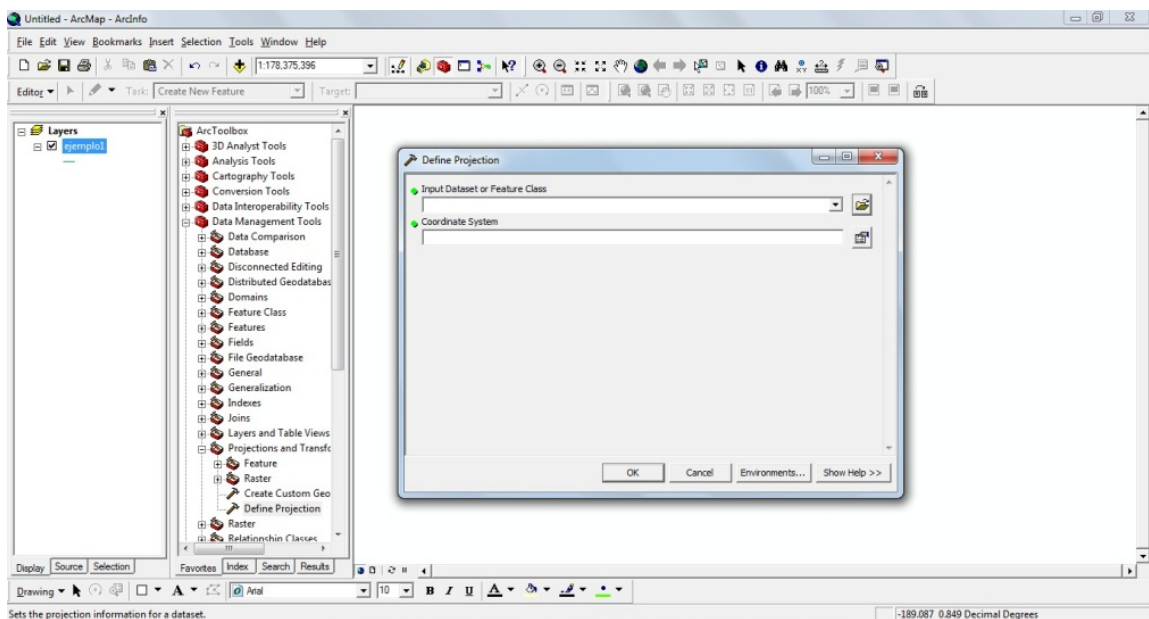 Untitled - ArcMap - ArcInfo
File Edit View Bookmarks Insert Selection Tools Window Help
1:178,375,396
Editor Task: Create New Feature Target: 100%
Layers
ejemplo1
ArcToolbox
3D Analyst Tools
Analysis Tools
Cartography Tools
Conversion Tools
Data Interoperability Tools
Data Management Tools
Data Comparison
Database
Disconnected Editing
Distributed Geodatabas
Domains
Feature Class
Features
Fields
File Geodatabase
General
Generalization
Indexes
Joins
Layers and Table Views
Projections and Transfo
Feature
Raster
Create Custom Geo
Define Projection
Raster
Relationship Classes
Define Projection
Input Dataset or Feature Class
Coordinate System
OK Cancel Environments... Show Help >>
Display Source Selection
Favorites Index Search Results
Drawing A Arial 10 B I U A
Sets the projection information for a dataset.
-189.087 0.849 Decimal Degrees